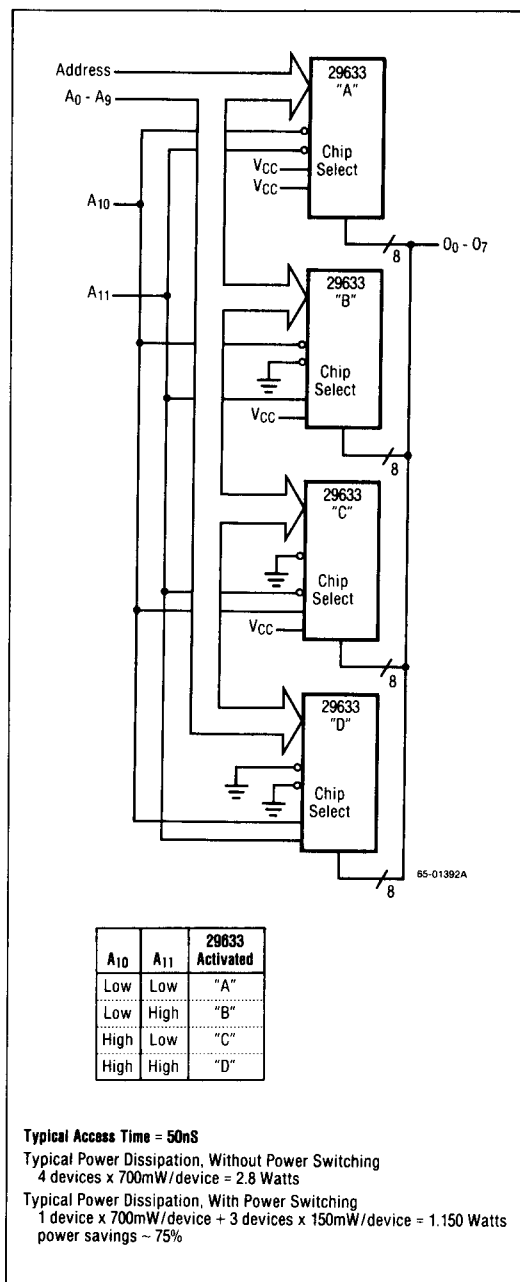 Address
A0 - A9
29633
"A"
Chip
Select
VCC
VCC
A10
8
O0 - O7
A11
29633
"B"
Chip
Select
VCC
8
29633
"C"
Chip
Select
VCC
8
29633
"D"
Chip
Select
8
65-01392A
A10 A11 29633 Activated
Low Low "A"
Low High "B"
High Low "C"
High High "D"
Typical Access Time = 50nS
Typical Power Dissipation, Without Power Switching
4 devices x 700mW/device = 2.8 Watts
Typical Power Dissipation, With Power Switching
1 device x 700mW/device + 3 devices x 150mW/device = 1.150 Watts
power savings ~ 75%